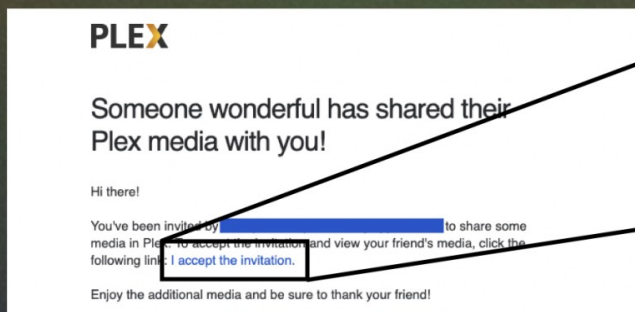 PLEX
Someone wonderful has shared their
Plex media with you!
Hi there!
You've been invited by to share some
media in Plex. To accept the invitation and view your friend's media, click the
following link: I accept the invitation.
Enjoy the additional media and be sure to thank your friend!